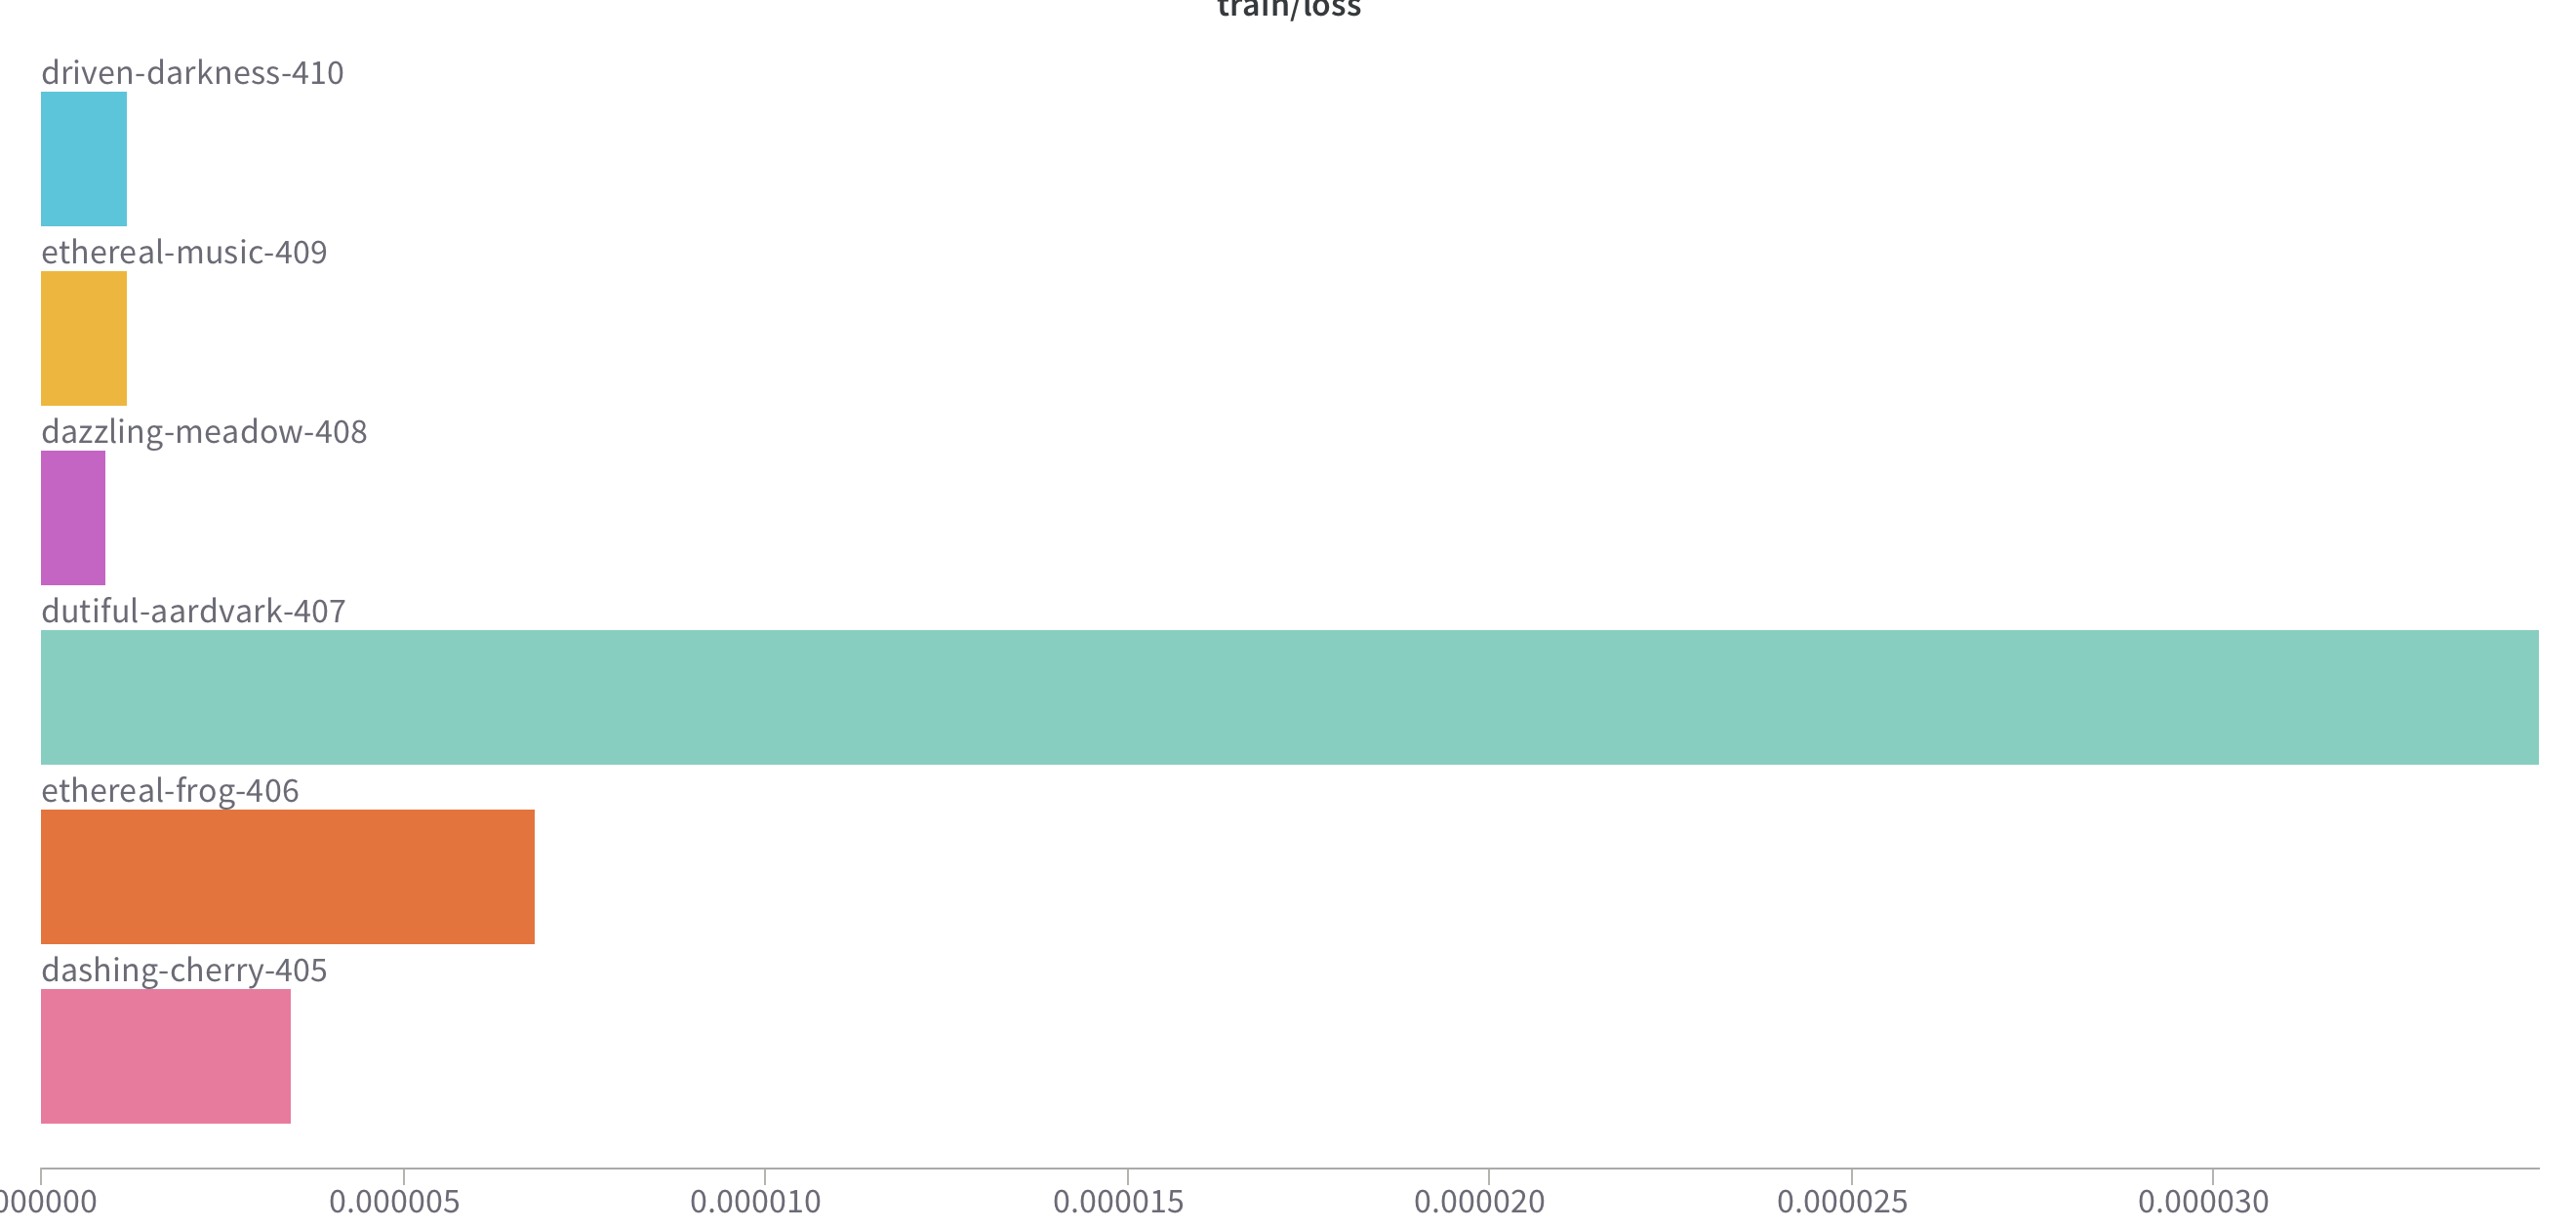 train/loss
driven-darkness-410
ethereal-music-409
dazzling-meadow-408
dutiful-aardvark-407
ethereal-frog-406
dashing-cherry-405
000000 0.000005 0.000010 0.000015 0.000020 0.000025 0.000030